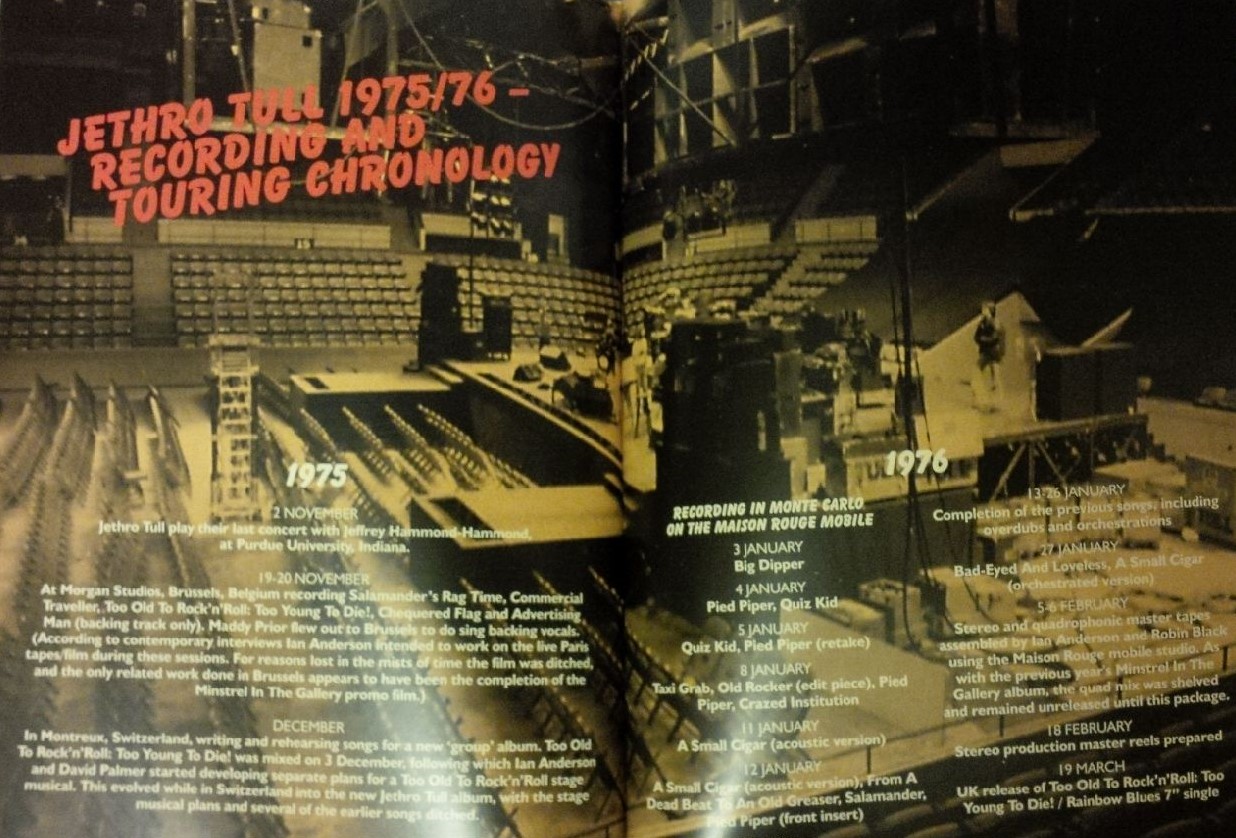 JETHRO TULL 1975/76 –
RECORDING AND
TOURING CHRONOLOGY
15
1975
2 NOVEMBER
Jethro Tull play their last concert with Jeffrey Hammond-Hammond,
at Purdue University, Indiana.
19-20 NOVEMBER
At Morgan Studios, Brussels, Belgium recording Salamander's Rag Time, Commercial
Traveller, Too Old To Rock'n'Roll: Too Young To Die!, Chequered Flag and Advertising
Man (backing track only). Maddy Prior flew out to Brussels to do sing backing vocals.
(According to contemporary interviews Ian Anderson intended to work on the live Paris
tapes/film during these sessions. For reasons lost in the mists of time the film was ditched,
and the only related work done in Brussels appears to have been the completion of the
Minstrel In The Gallery promo film.)
DECEMBER
In Montreux, Switzerland, writing and rehearsing songs for a new 'group' album. Too Old
To Rock'n'Roll: Too Young To Die! was mixed on 3 December, following which Ian Anderson
and David Palmer started developing separate plans for a Too Old To Rock'n'Roll stage
musical. This evolved while in Switzerland into the new Jethro Tull album, with the stage
musical plans and several of the earlier songs ditched.
1976
RECORDING IN MONTE CARLO
ON THE MAISON ROUGE MOBILE
3 JANUARY
Big Dipper
4 JANUARY
Pied Piper, Quiz Kid
5 JANUARY
Quiz Kid, Pied Piper (retake)
8 JANUARY
Taxi Grab, Old Rocker (edit piece), Pied
Piper, Crazed Institution
11 JANUARY
A Small Cigar (acoustic version)
12 JANUARY
A Small Cigar (acoustic version), From A
Dead Beat To An Old Greaser, Salamander,
Pied Piper (front insert)
13-26 JANUARY
Completion of the previous songs, including
overdubs and orchestrations
27 JANUARY
Bad-Eyed And Loveless, A Small Cigar
(orchestrated version)
5-6 FEBRUARY
Stereo and quadrophonic master tapes
assembled by Ian Anderson and Robin Black
using the Maison Rouge mobile studio. As
with the previous year's Minstrel In The
Gallery album, the quad mix was shelved
and remained unreleased until this package.
18 FEBRUARY
Stereo production master reels prepared
19 MARCH
UK release of Too Old To Rock'n'Roll: Too
Young To Die! / Rainbow Blues 7" single